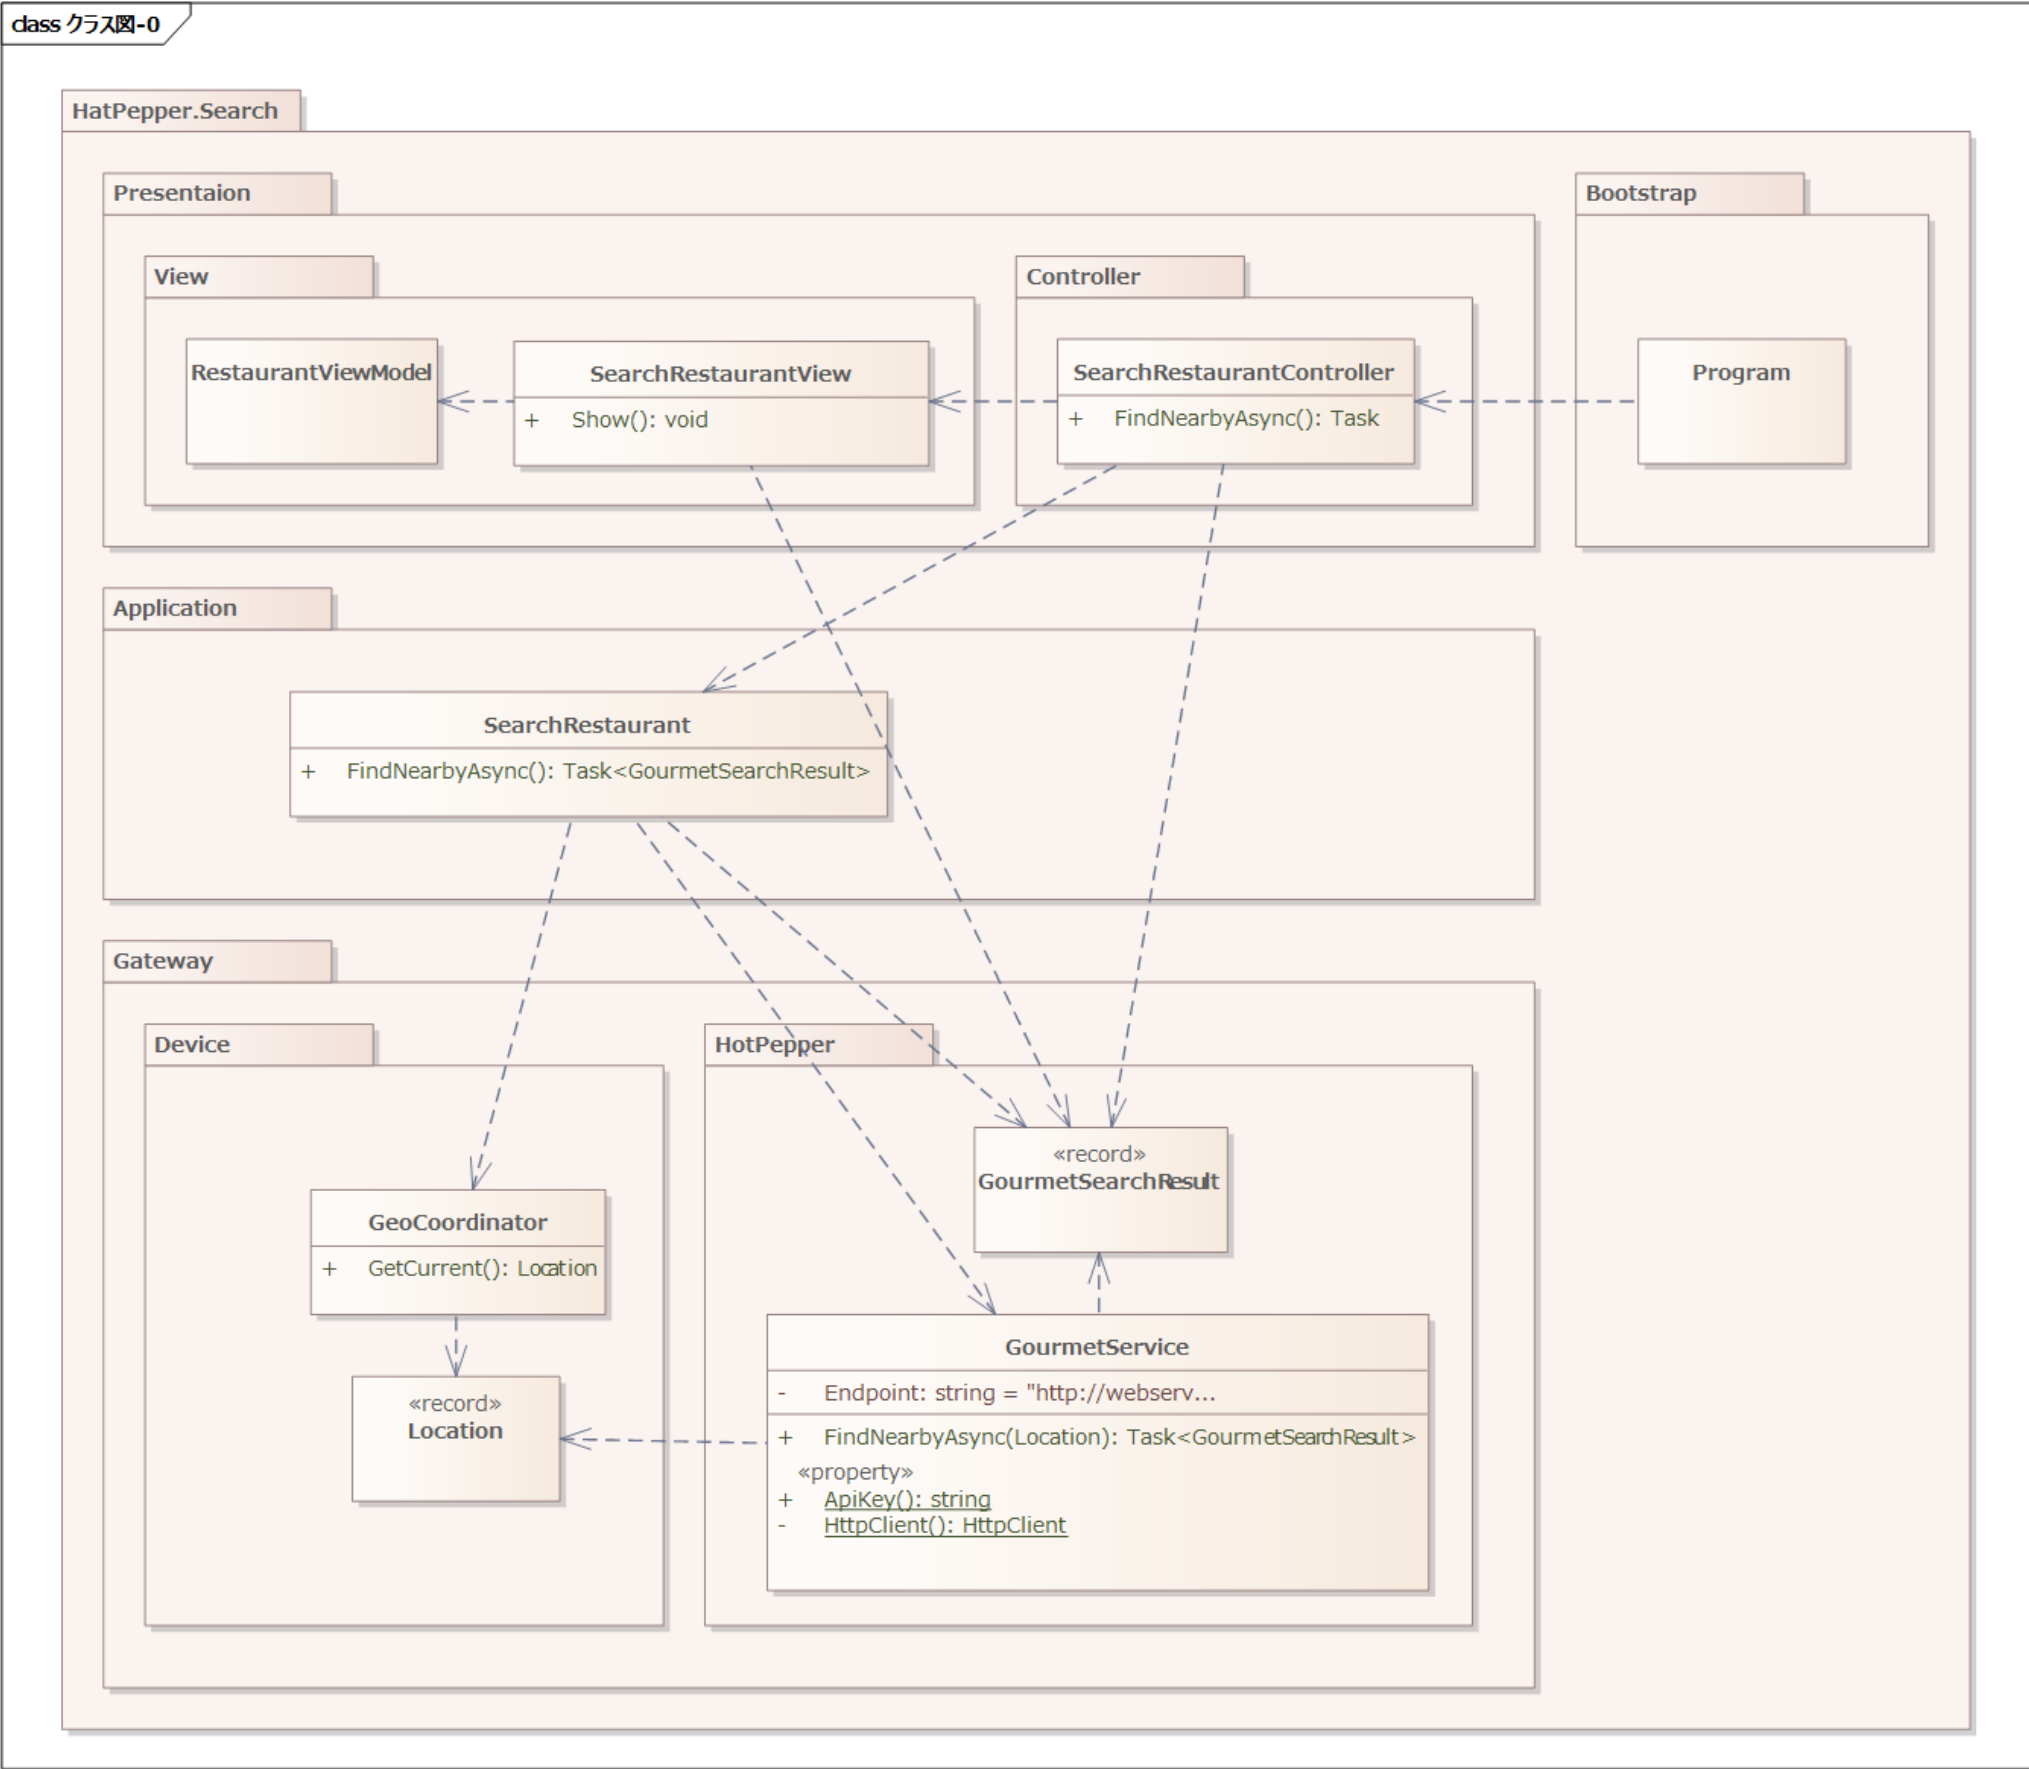 class クラス図-0
HatPepper.Search
Presentaion
Bootstrap
View
Controller
RestaurantViewModel
SearchRestaurantView
+ Show(): void
SearchRestaurantController
+ FindNearbyAsync(): Task
Program
Application
SearchRestaurant
+ FindNearbyAsync(): Task<GourmetSearchResult>
Gateway
Device
HotPepper
«record»
GourmetSearchResult
GeoCoordinator
+ GetCurrent(): Location
«record»
Location
GourmetService
- Endpoint: string = "http://webserv...
+ FindNearbyAsync(Location): Task<GourmetSearchResult>
«property»
+ ApiKey(): string
- HttpClient(): HttpClient